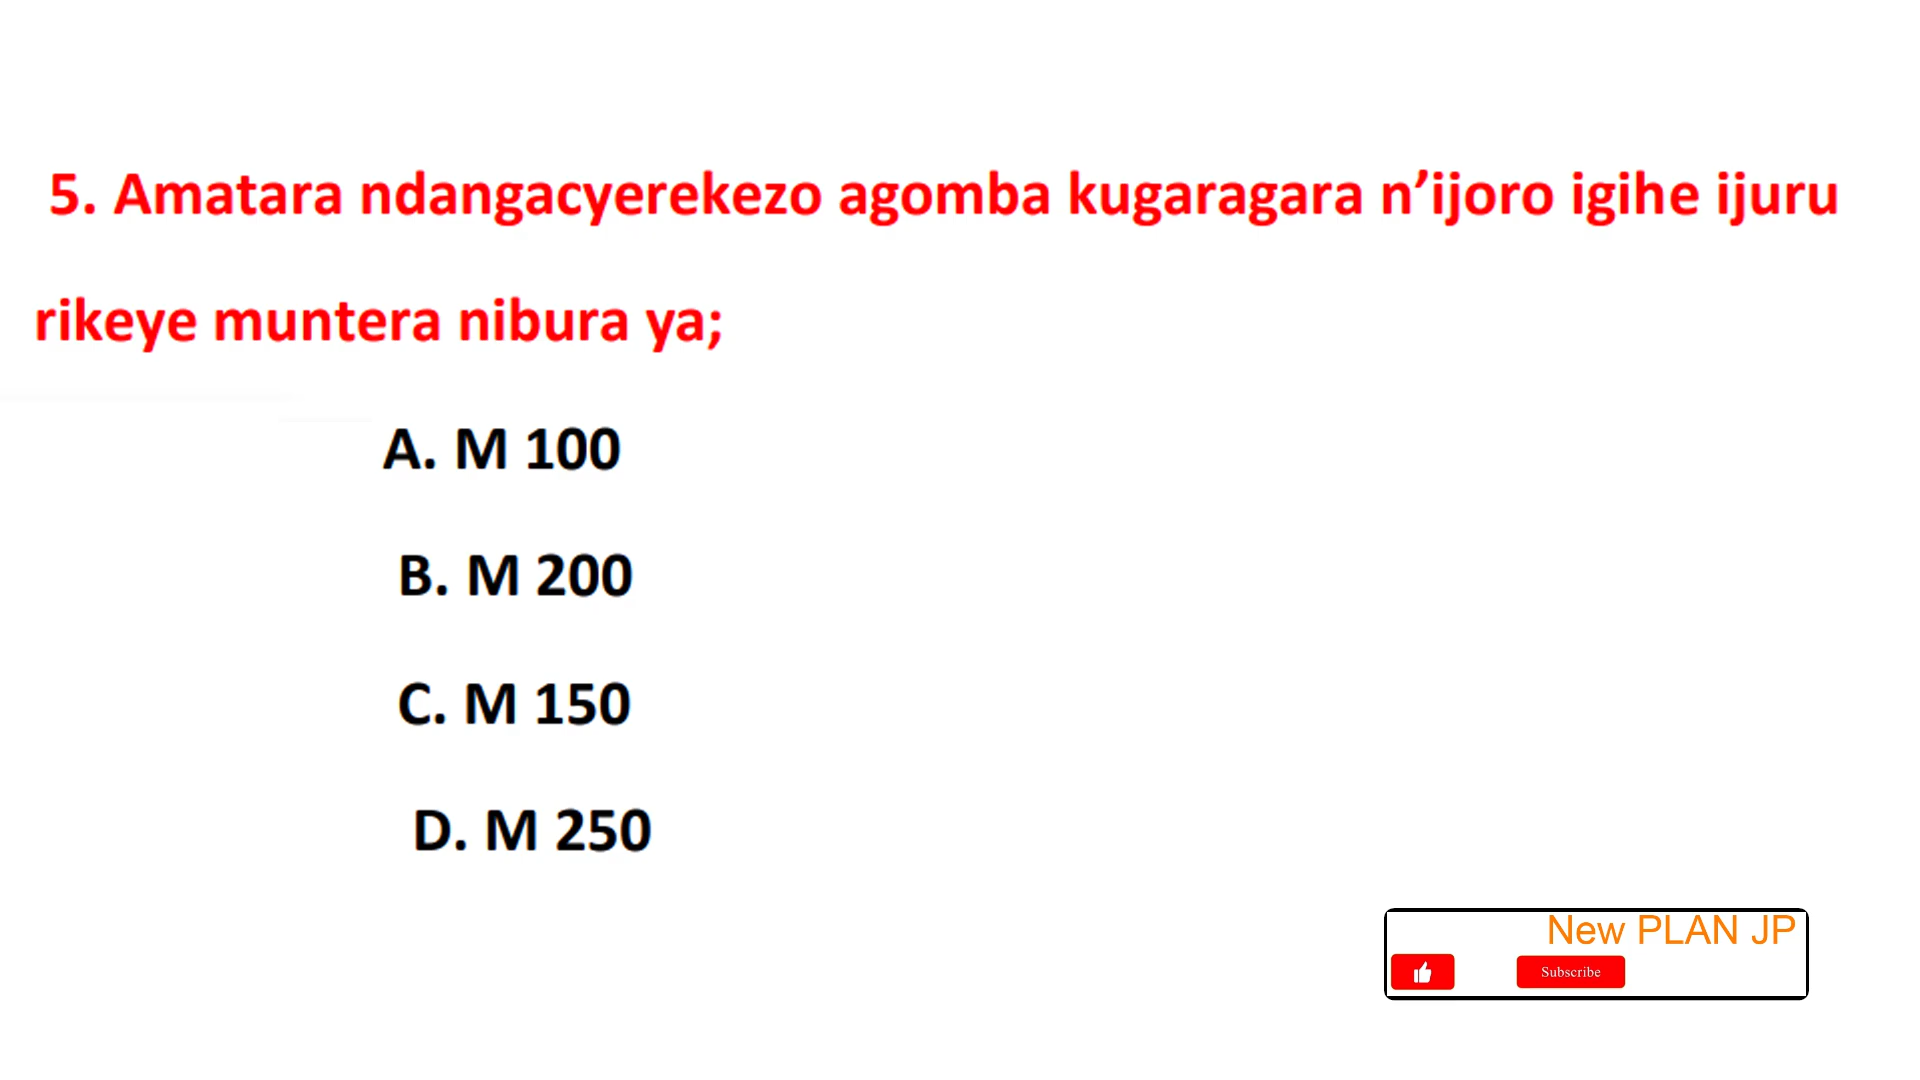 5. Amatara ndangacyerekezo agomba kugaragara n’ijoro igihe ijuru
rikeye muntera nibura ya;
A. M 100
B. M 200
C. M 150
D. M 250
New PLAN JP
Subscribe